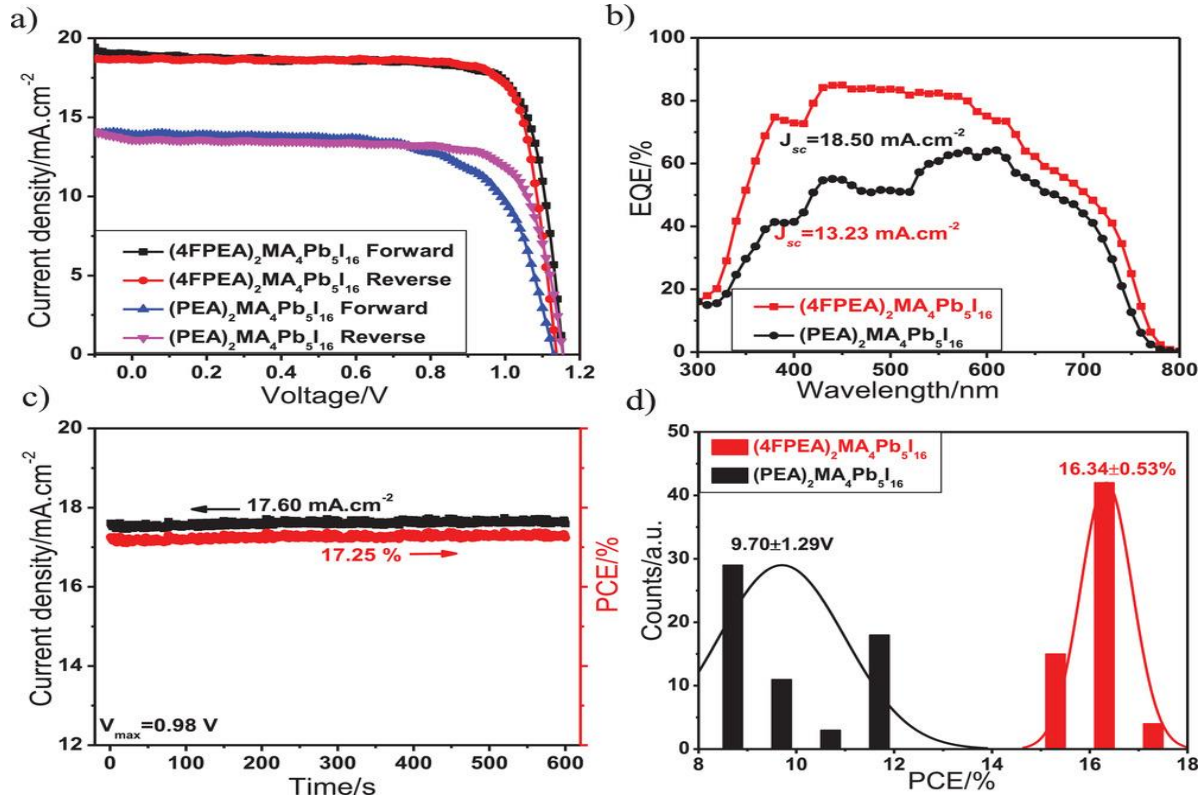 a)
20
15
10
5
0
Current density/mA.cm⁻²
(4FPEA)₂MA₄Pb₅I₁₆ Forward
(4FPEA)₂MA₄Pb₅I₁₆ Reverse
(PEA)₂MA₄Pb₅I₁₆ Forward
(PEA)₂MA₄Pb₅I₁₆ Reverse
0.0 0.2 0.4 0.6 0.8 1.0 1.2
Voltage/V
b)
100
80
60
40
20
0
EQE/%
J_sc=18.50 mA.cm⁻²
J_sc=13.23 mA.cm⁻²
(4FPEA)₂MA₄Pb₅I₁₆
(PEA)₂MA₄Pb₅I₁₆
300 400 500 600 700 800
Wavelength/nm
c)
20
18
16
14
12
Current density/mA.cm⁻²
17.60 mA.cm⁻²
17.25 %
PCE/%
V_max=0.98 V
0 100 200 300 400 500 600
Time/s
d)
50
40
30
20
10
0
Counts/a.u.
(4FPEA)₂MA₄Pb₅I₁₆
(PEA)₂MA₄Pb₅I₁₆
16.34±0.53%
9.70±1.29V
8 10 12 14 16 18
PCE/%